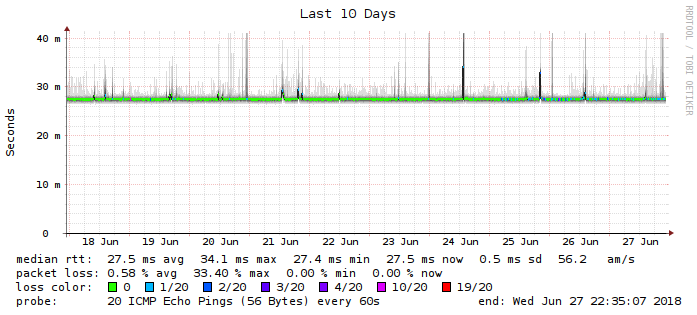 Last 10 Days
RRDTOOL / TOBI OETIKER
Seconds
40 m
30 m
20 m
10 m
0
18 Jun 19 Jun 20 Jun 21 Jun 22 Jun 23 Jun 24 Jun 25 Jun 26 Jun 27 Jun
median rtt: 27.5 ms avg 34.1 ms max 27.4 ms min 27.5 ms now 0.5 ms sd 56.2 am/s
packet loss: 0.58 % avg 33.40 % max 0.00 % min 0.00 % now
loss color: 0 1/20 2/20 3/20 4/20 10/20 19/20
probe: 20 ICMP Echo Pings (56 Bytes) every 60s end: Wed Jun 27 22:35:07 2018